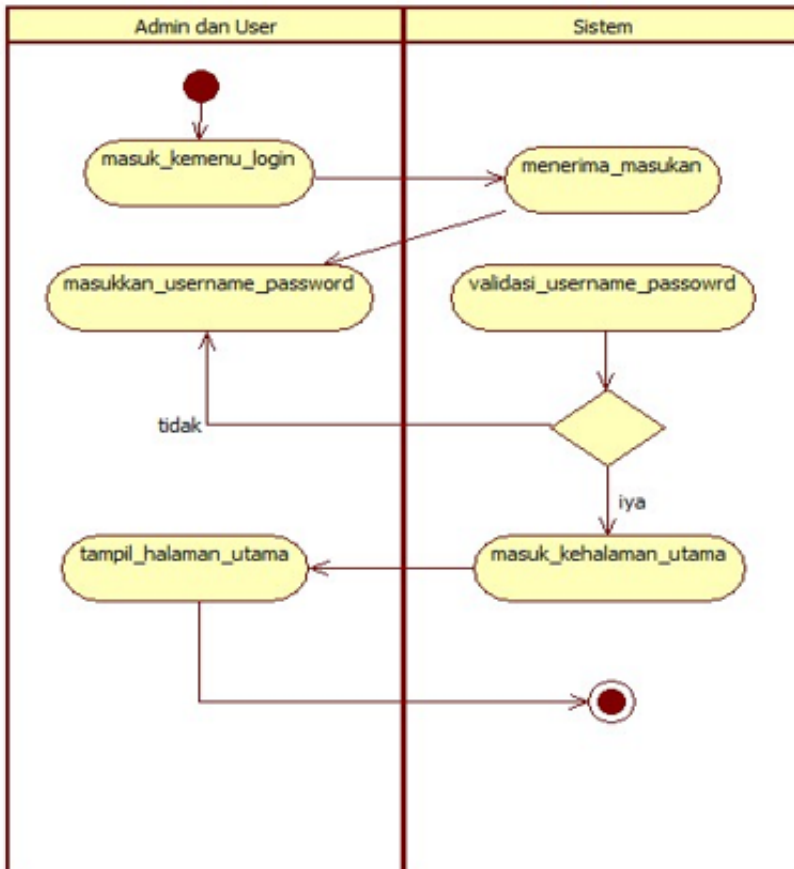 Admin dan User
Sistem
masuk_kemenu_login
menerima_masukan
masukkan_username_password
validasi_username_passowrd
tidak
iya
tampil_halaman_utama
masuk_kehalaman_utama